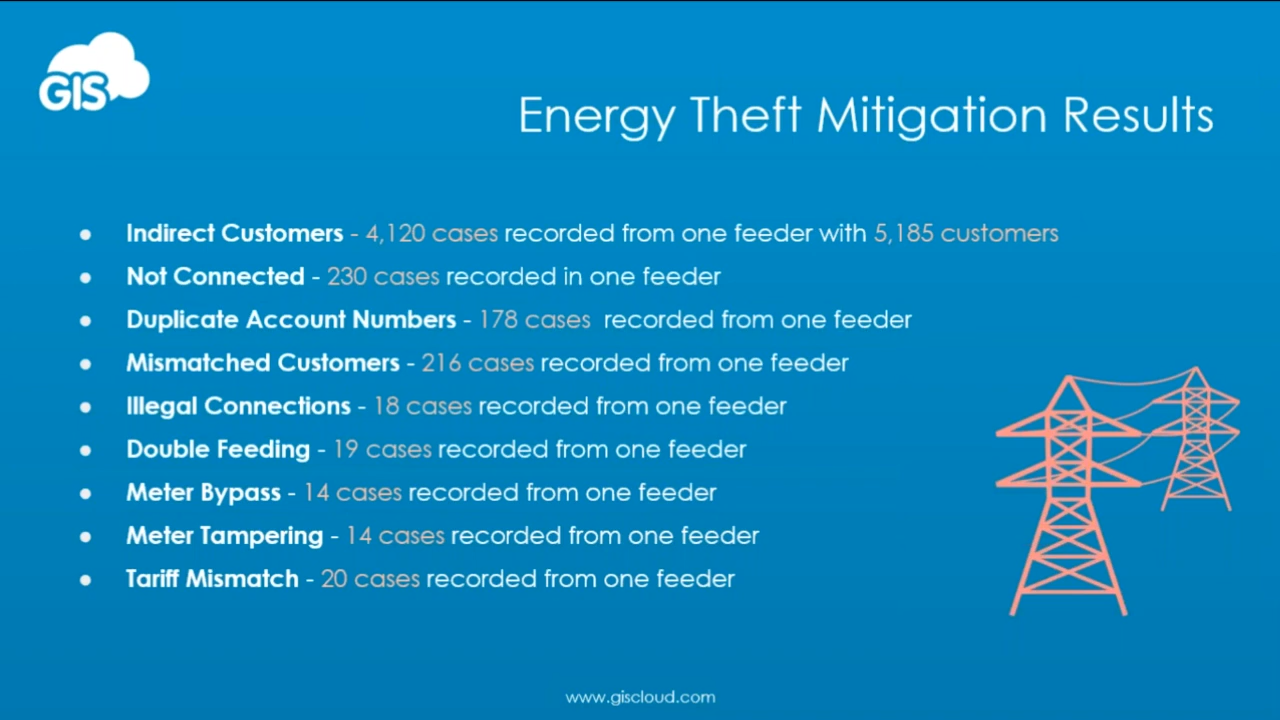 GIS
Energy Theft Mitigation Results
● Indirect Customers - 4,120 cases recorded from one feeder with 5,185 customers
● Not Connected - 230 cases recorded in one feeder
● Duplicate Account Numbers - 178 cases recorded from one feeder
● Mismatched Customers - 216 cases recorded from one feeder
● Illegal Connections - 18 cases recorded from one feeder
● Double Feeding - 19 cases recorded from one feeder
● Meter Bypass - 14 cases recorded from one feeder
● Meter Tampering - 14 cases recorded from one feeder
● Tariff Mismatch - 20 cases recorded from one feeder
www.giscloud.com